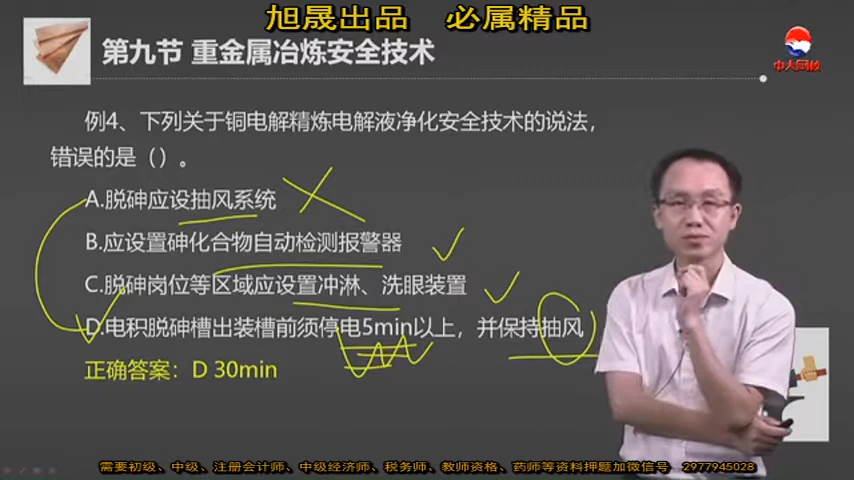 旭晟出品 必属精品
第九节 重金属冶炼安全技术
中大网校
例4、下列关于铜电解精炼电解液净化安全技术的说法，
错误的是（）。
A.脱砷应设抽风系统
B.应设置砷化合物自动检测报警器
C.脱砷岗位等区域应设置冲淋、洗眼装置
D.电积脱砷槽出装槽前须停电5min以上，并保持抽风
正确答案：D 30min
需要初级、中级、注册会计师、中级经济师、税务师、教师资格、药师等资料押题加微信号 2977945028